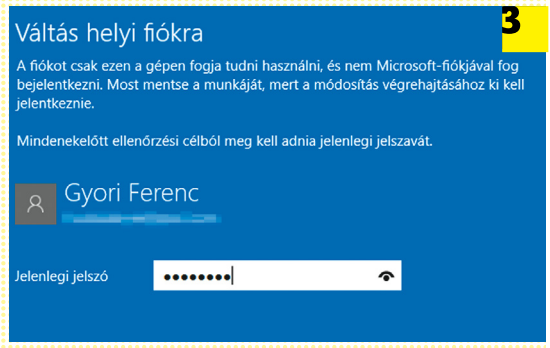 3
Váltás helyi fiókra
A fiókot csak ezen a gépen fogja tudni használni, és nem Microsoft-fiókjával fog
bejelentkezni. Most mentse a munkáját, mert a módosítás végrehajtásához ki kell
jelentkeznie.
Mindenekelőtt ellenőrzési célból meg kell adnia jelenlegi jelszavát.
Gyori Ferenc
Jelenlegi jelszó ••••••••